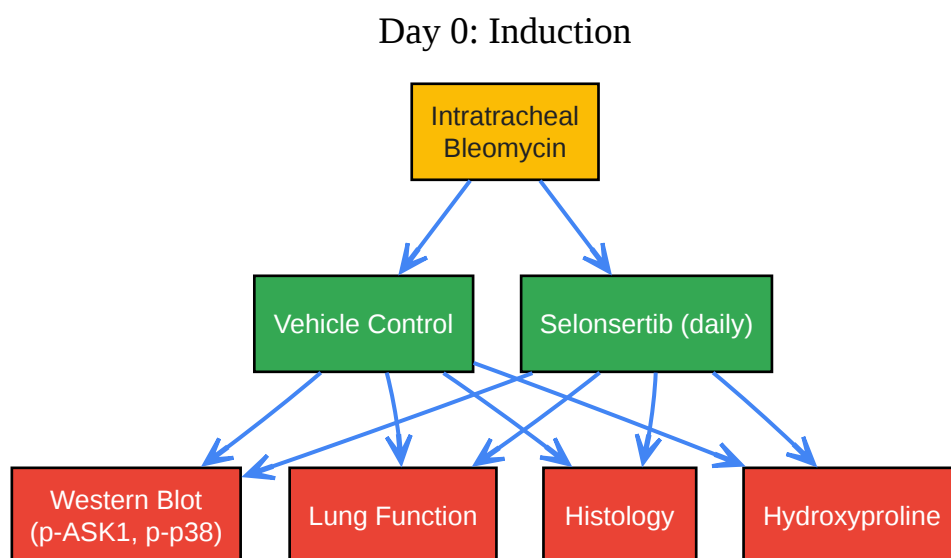 Day 0: Induction
Intratracheal
Bleomycin
Vehicle Control
Selonsertib (daily)
Western Blot
(p-ASK1, p-p38)
Lung Function
Histology
Hydroxyproline